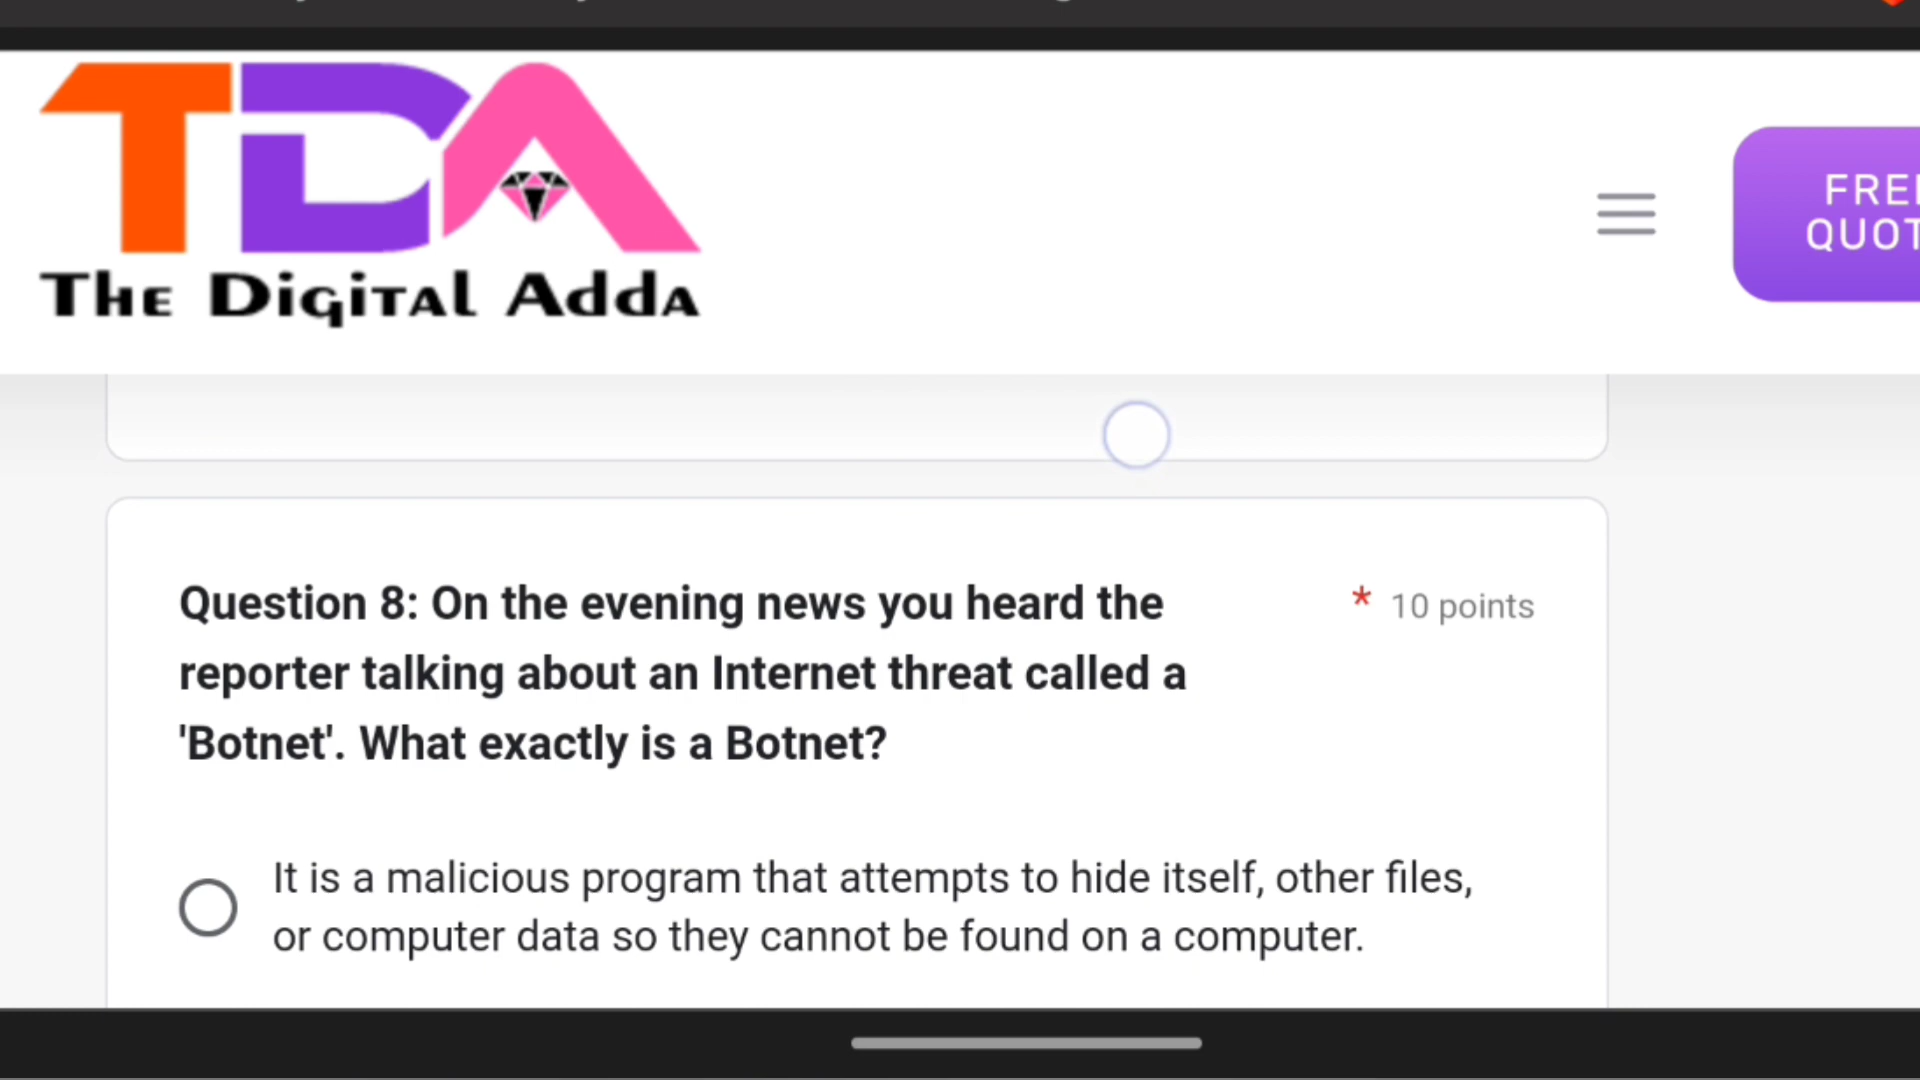 TDA
The Digital Adda
FREE
QUOT
Question 8: On the evening news you heard the
* 10 points
reporter talking about an Internet threat called a
'Botnet'. What exactly is a Botnet?
It is a malicious program that attempts to hide itself, other files,
or computer data so they cannot be found on a computer.